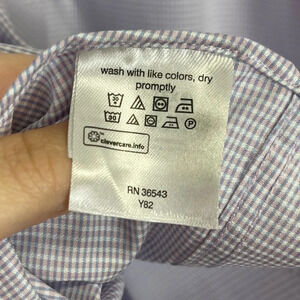 wash with like colors, dry
promptly
clevercare.info
RN 36543
Y82